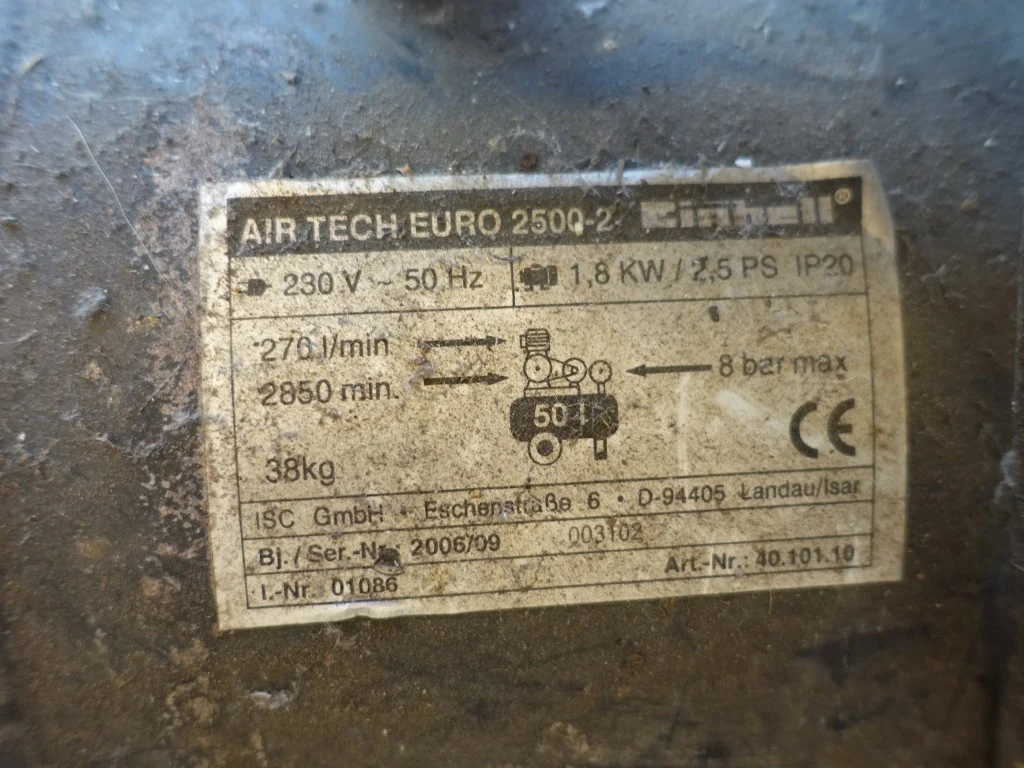 AIR TECH EURO 2500-2 Einhell®
230 V ~ 50 Hz 1,8 KW / 2,5 PS IP20
270 l/min
2850 min. 8 bar max
50 l
38kg CE
ISC GmbH • Eschenstraße 6 • D-94405 Landau/Isar
Bj./Ser.-Nr.: 2006/09 003102
I.-Nr. 01086 Art.-Nr.: 40.101.10